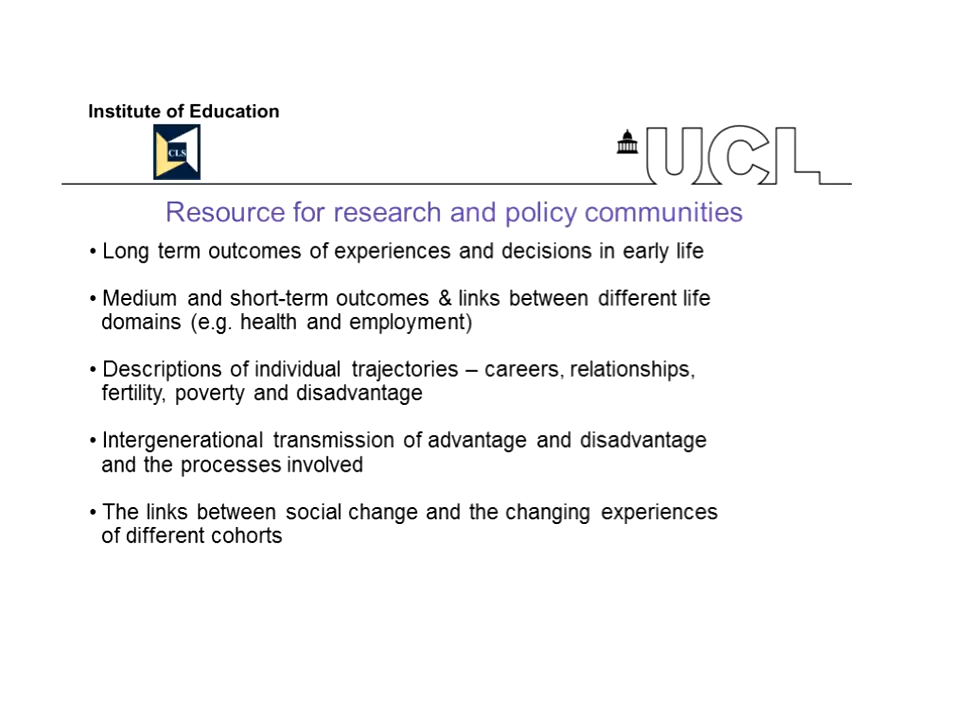 Institute of Education
CLS
UCL
Resource for research and policy communities
• Long term outcomes of experiences and decisions in early life
• Medium and short-term outcomes & links between different life
domains (e.g. health and employment)
• Descriptions of individual trajectories – careers, relationships,
fertility, poverty and disadvantage
• Intergenerational transmission of advantage and disadvantage
and the processes involved
• The links between social change and the changing experiences
of different cohorts